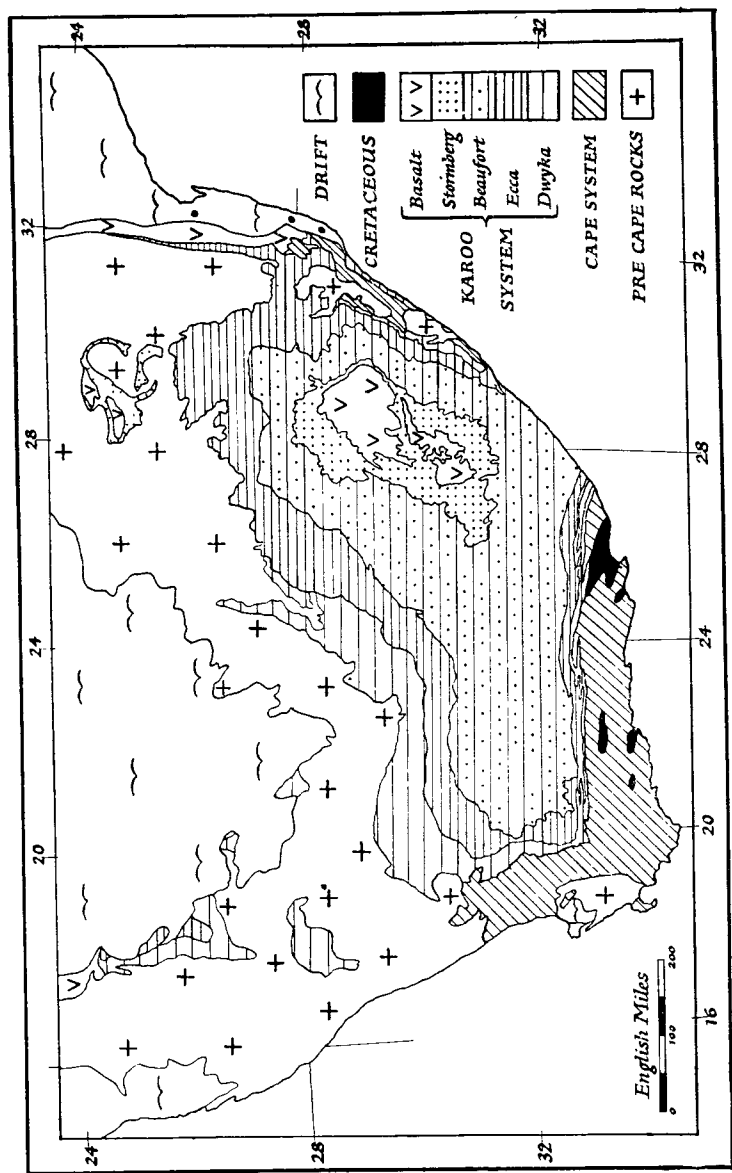 24
28
32
DRIFT
CRETACEOUS
Basalt
Stormberg
Beaufort
Ecca
Dwyka
KAROO
SYSTEM
CAPE SYSTEM
PRE CAPE ROCKS
32
32
28
28
24
24
20
20
16
24
28
32
English Miles
0 100 200